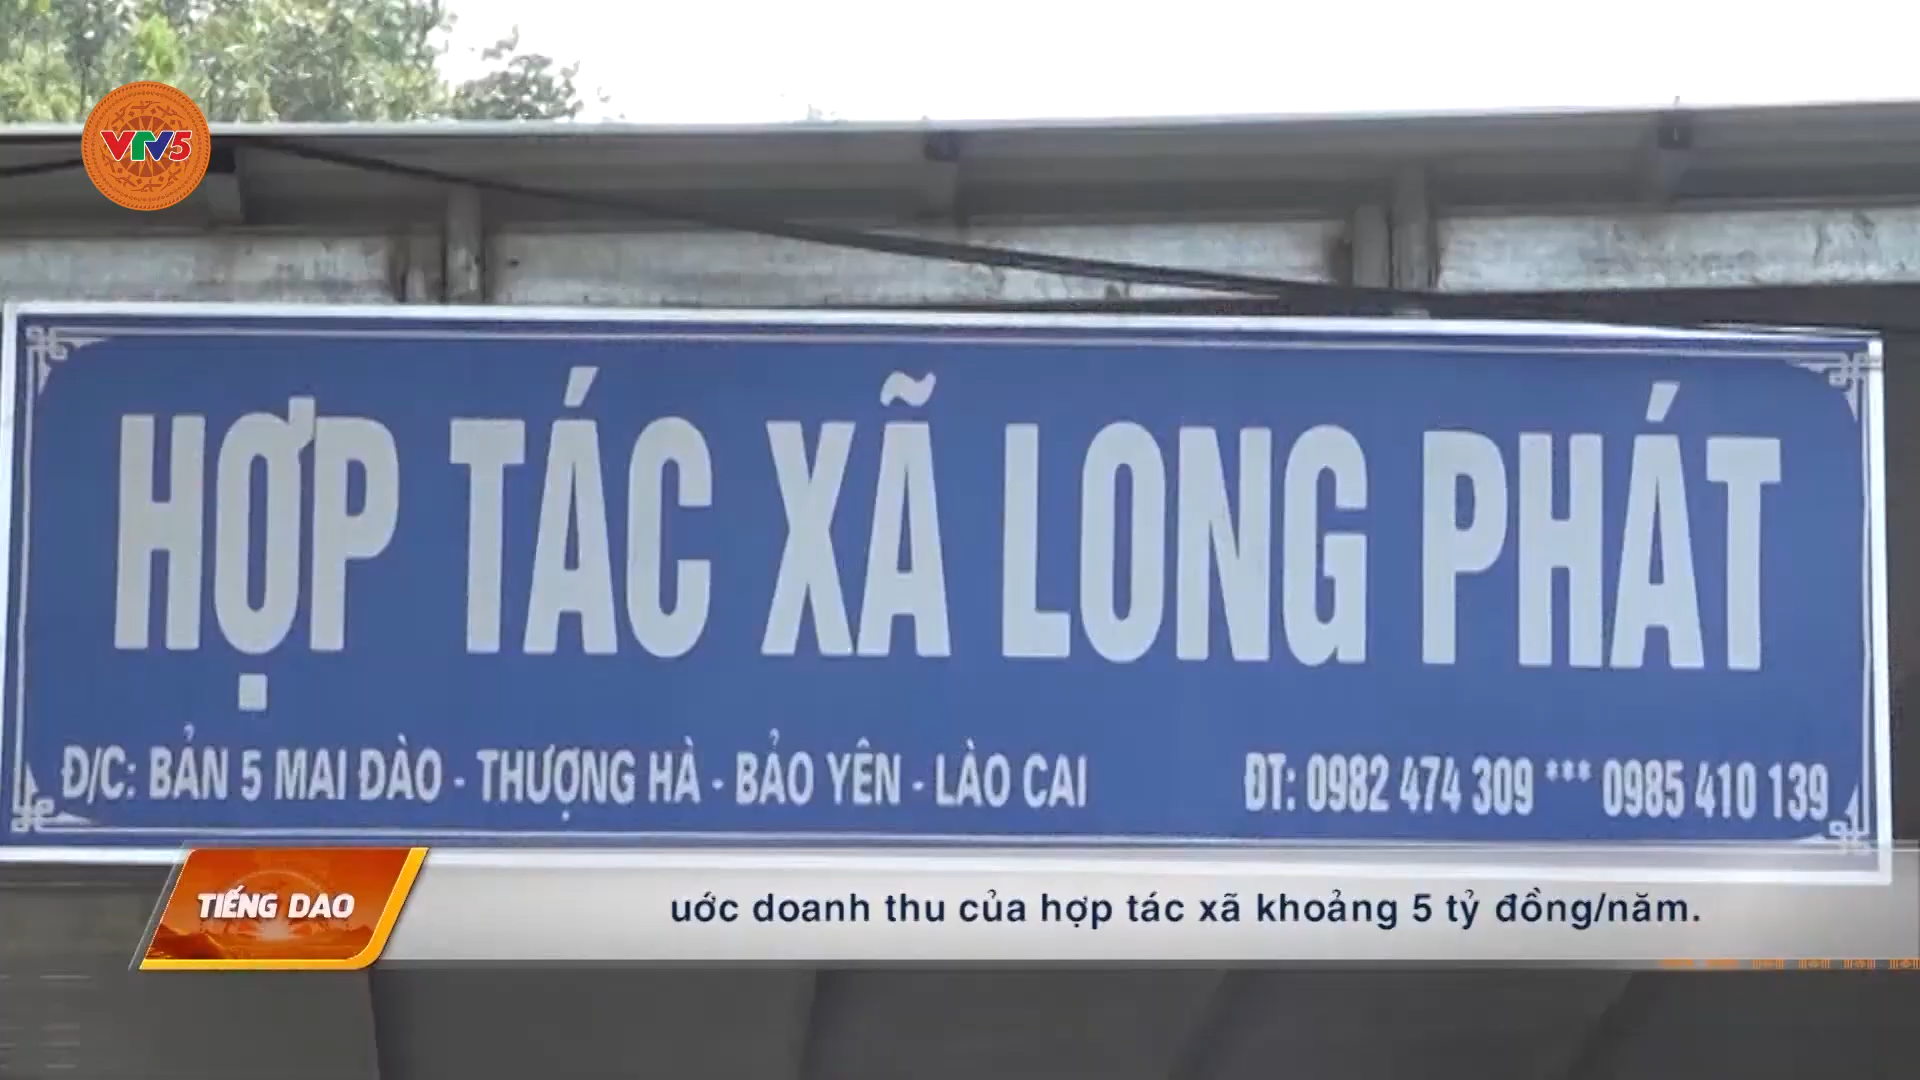 VTV5
HỢP TÁC XÃ LONG PHÁT
Đ/C: BẢN 5 MAI ĐÀO - THƯỢNG HÀ - BẢO YÊN - LÀO CAI
ĐT: 0982 474 309 *** 0985 410 139
TIẾNG DAO
uớc doanh thu của hợp tác xã khoảng 5 tỷ đồng/năm.